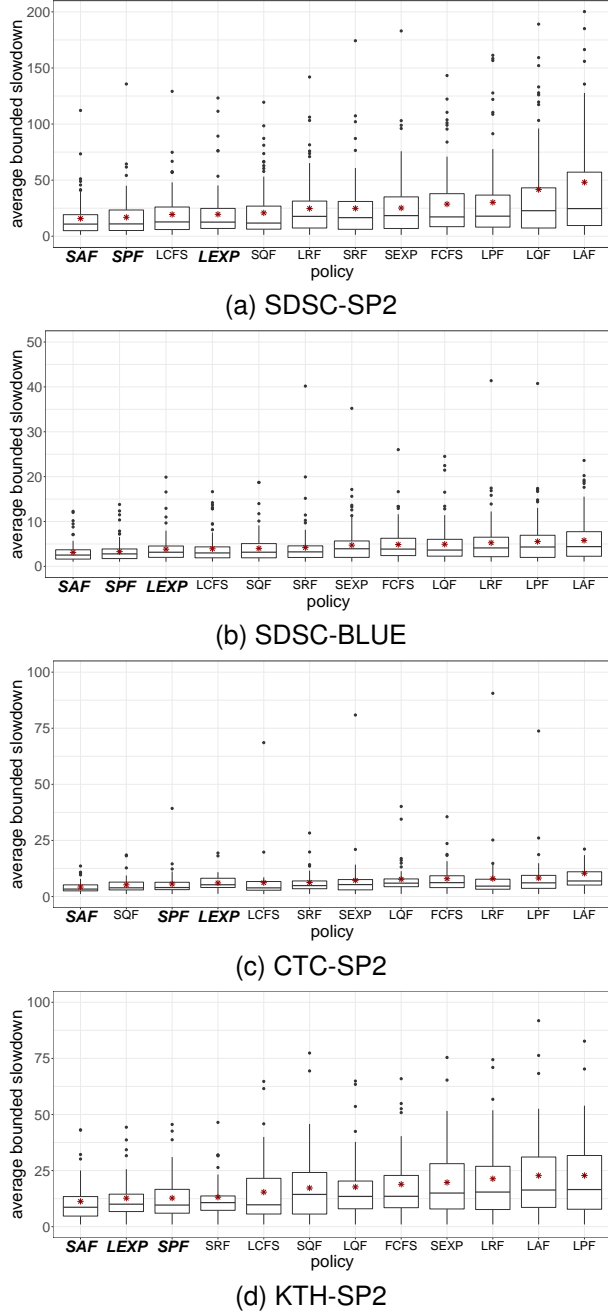 200
150
100
50
0
average bounded slowdown
SAF SPF LCFS LEXP SQF LRF SRF SEXP FCFS LPF LQF LAF
policy
(a) SDSC-SP2
50
40
30
20
10
0
average bounded slowdown
SAF SPF LEXP LCFS SQF SRF SEXP FCFS LQF LRF LPF LAF
policy
(b) SDSC-BLUE
100
75
50
25
0
average bounded slowdown
SAF SQF SPF LEXP LCFS SRF SEXP LQF FCFS LRF LPF LAF
policy
(c) CTC-SP2
100
75
50
25
0
average bounded slowdown
SAF LEXP SPF SRF LCFS SQF LQF FCFS SEXP LRF LAF LPF
policy
(d) KTH-SP2